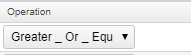 Operation
Greater _ Or _ Equ